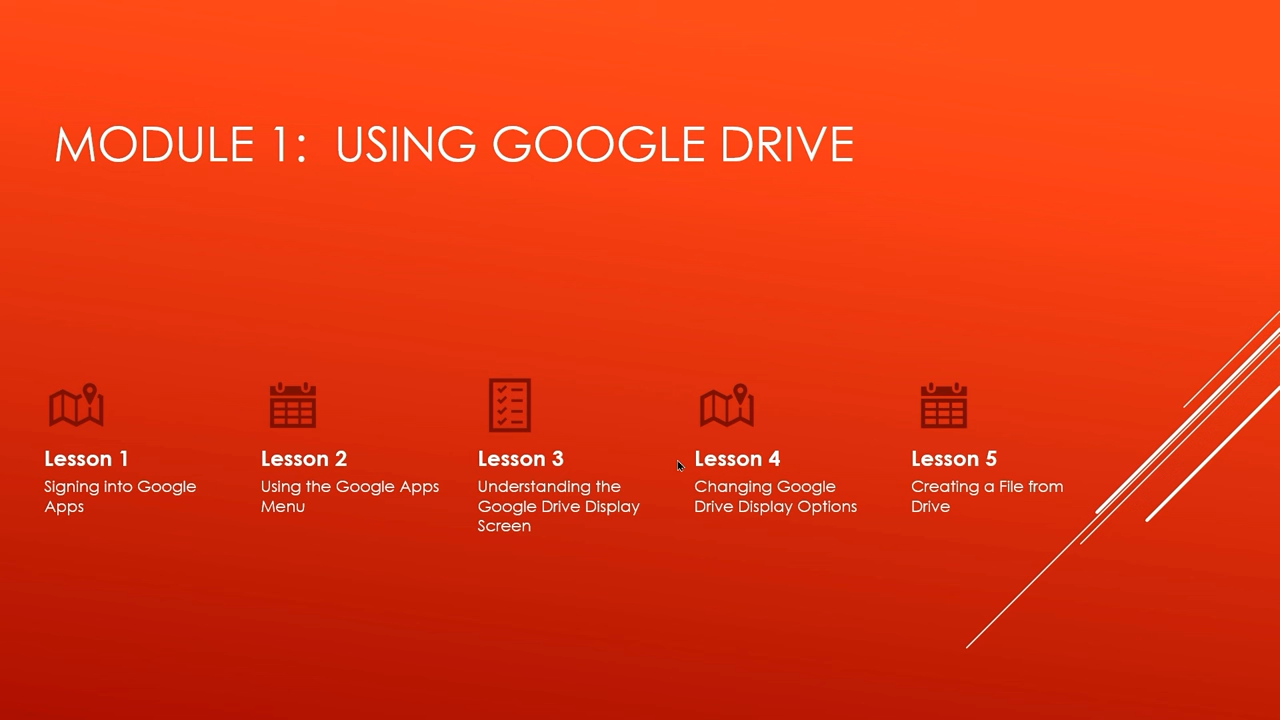 MODULE 1: USING GOOGLE DRIVE
Lesson 1
Signing into Google
Apps
Lesson 2
Using the Google Apps
Menu
Lesson 3
Understanding the
Google Drive Display
Screen
Lesson 4
Changing Google
Drive Display Options
Lesson 5
Creating a File from
Drive